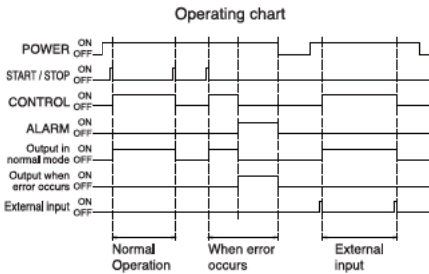 Operating chart
POWER ON
OFF
START / STOP ON
OFF
CONTROL ON
OFF
ALARM ON
OFF
Output in normal mode ON
OFF
Output when error occurs ON
OFF
External input ON
OFF
Normal Operation
When error occurs
External input